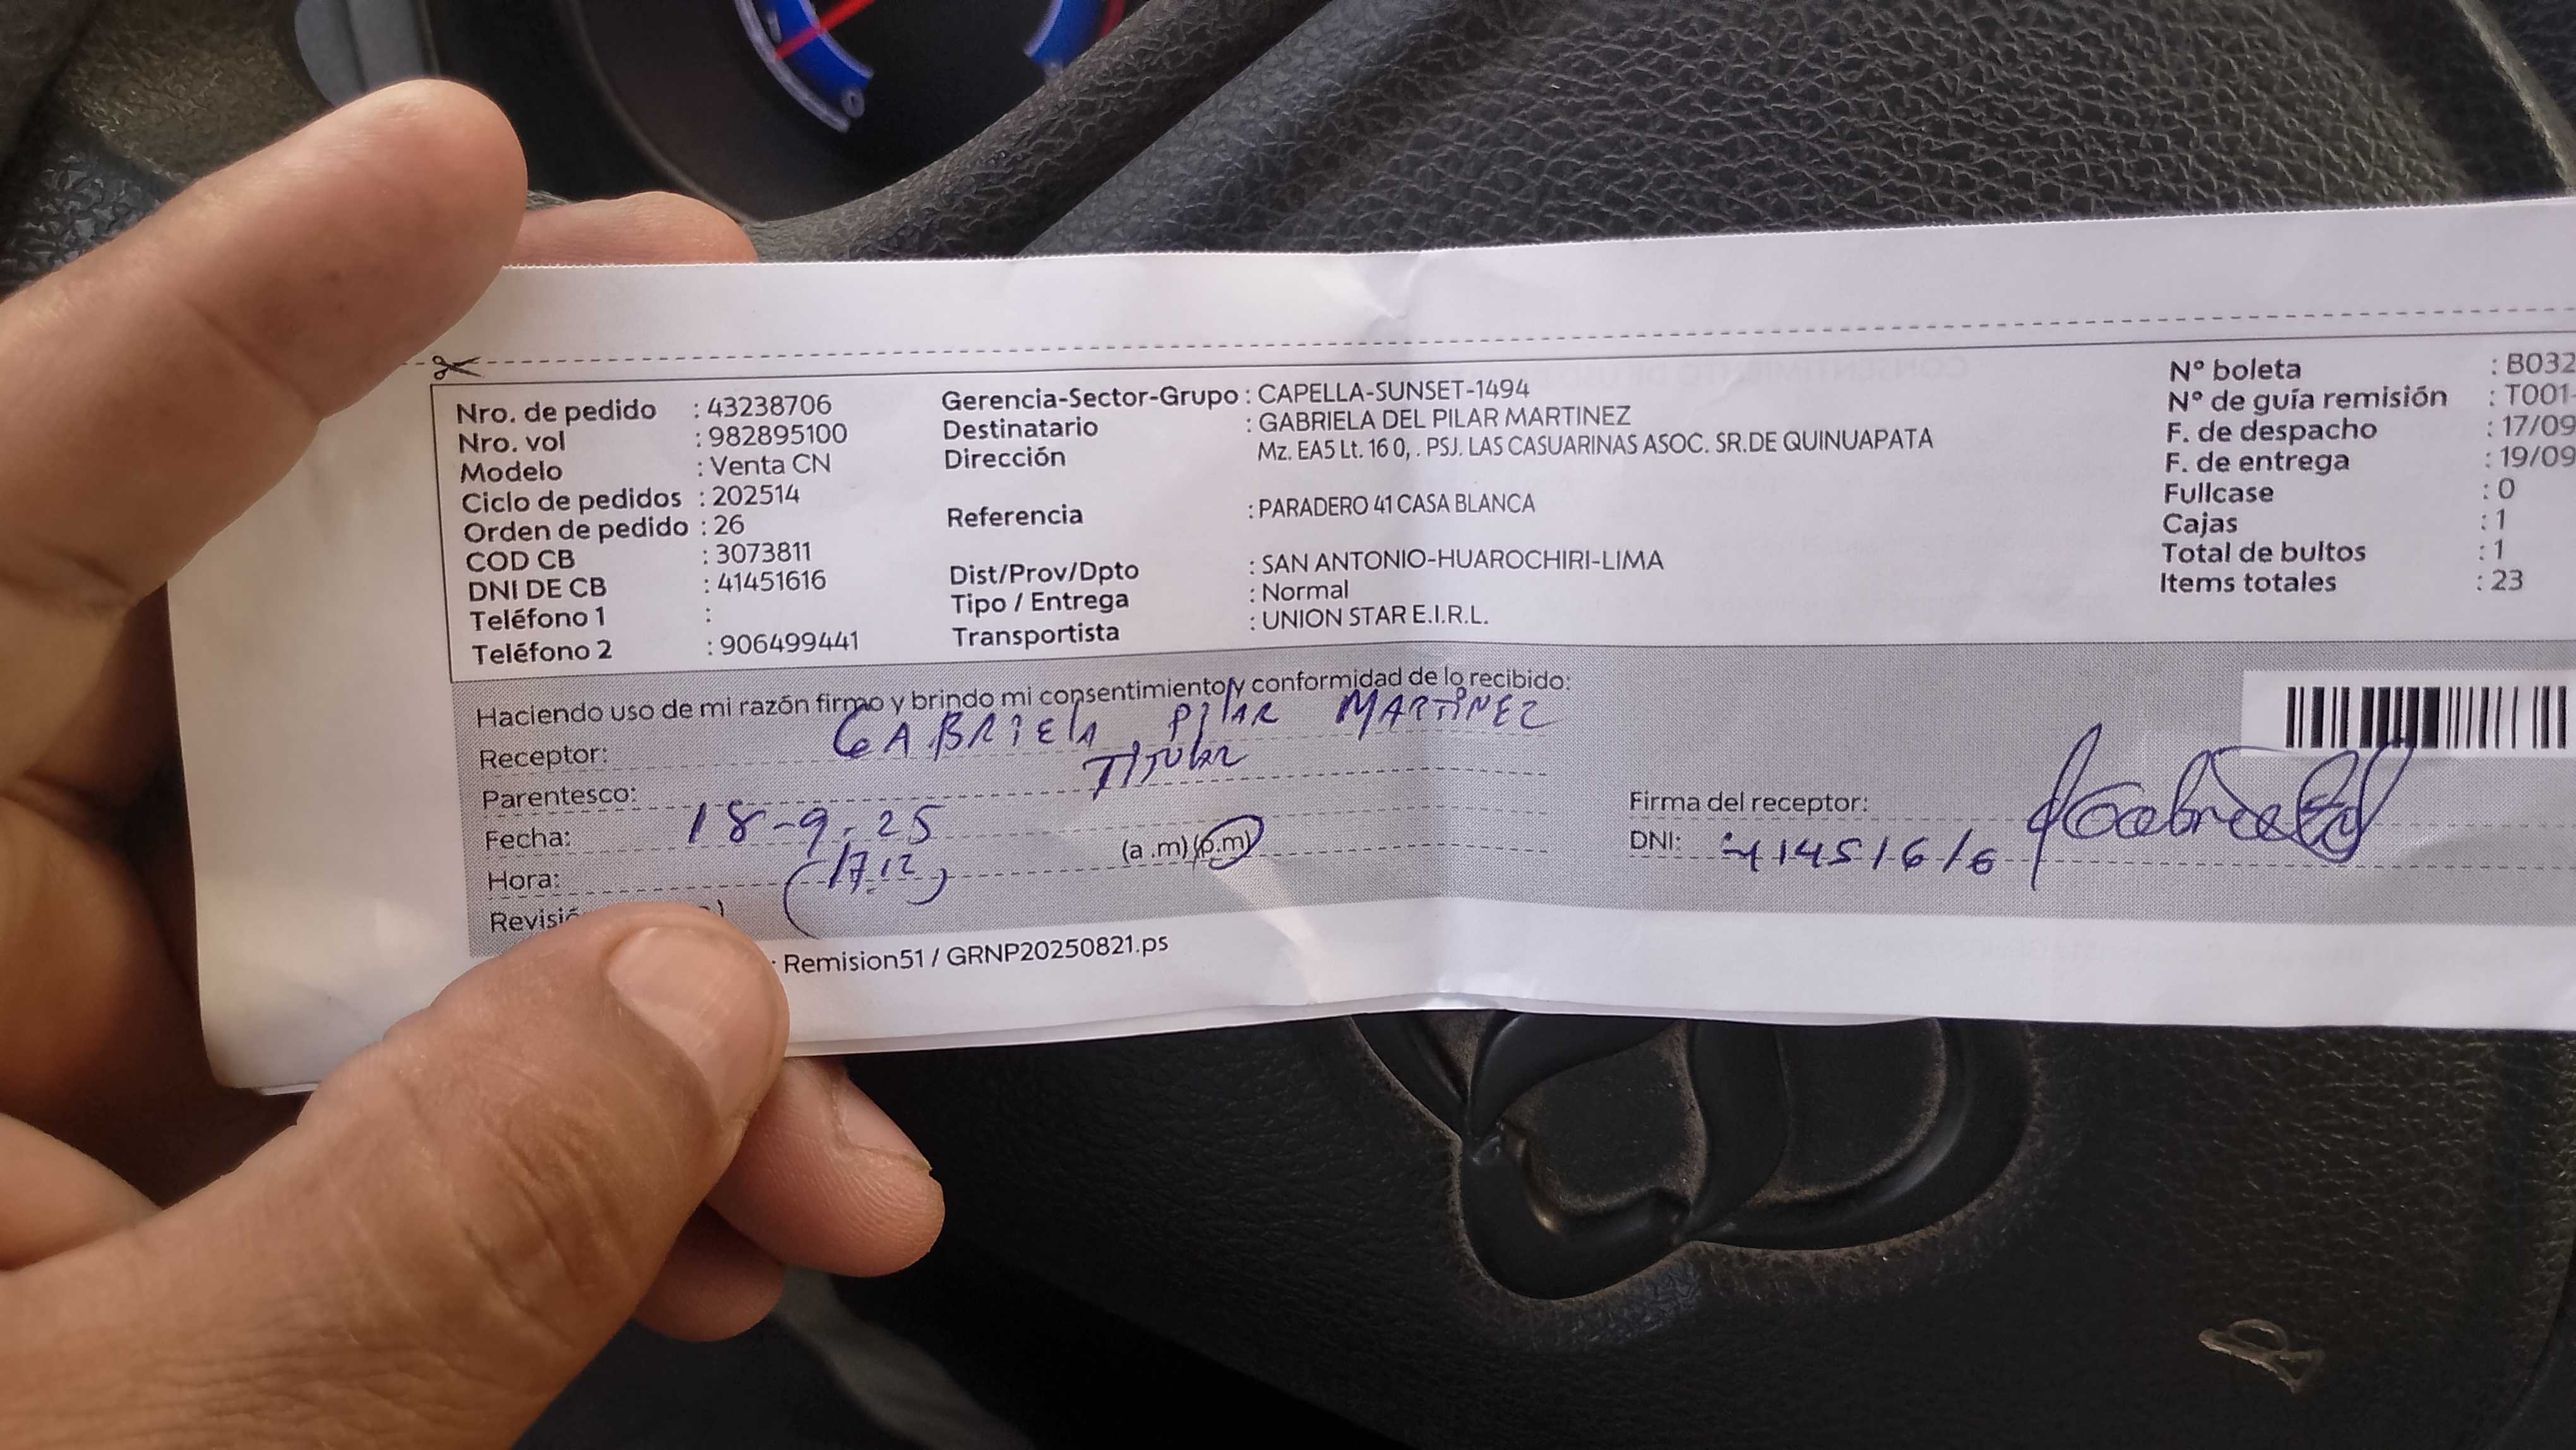 Nro. de pedido : 43238706
Nro. vol : 982895100
Modelo : Venta CN
Ciclo de pedidos : 202514
Orden de pedido : 26
COD CB : 3073811
DNI DE CB : 41451616
Teléfono 1 :
Teléfono 2 : 906499441
Gerencia-Sector-Grupo : CAPELLA-SUNSET-1494
Destinatario : GABRIELA DEL PILAR MARTINEZ
Dirección Mz. EA5 Lt. 16 0, . PSJ. LAS CASUARINAS ASOC. SR.DE QUINUAPATA
Referencia : PARADERO 41 CASA BLANCA
Dist/Prov/Dpto : SAN ANTONIO-HUAROCHIRI-LIMA
Tipo / Entrega : Normal
Transportista : UNION STAR E.I.R.L.
N° boleta : B032
N° de guía remisión : T001-
F. de despacho : 17/09
F. de entrega : 19/09
Fullcase : 0
Cajas : 1
Total de bultos : 1
Items totales : 23
Haciendo uso de mi razón firmo y brindo mi consentimiento y conformidad de lo recibido:
Receptor: GABRIELA PILAR MARTINEZ
Parentesco: TITULAR
Fecha: 18-9-25
Hora: (17.12) (a .m) (p.m)
Firma del receptor: Gabriela
DNI: 41451616
: Remision51 / GRNP20250821.ps